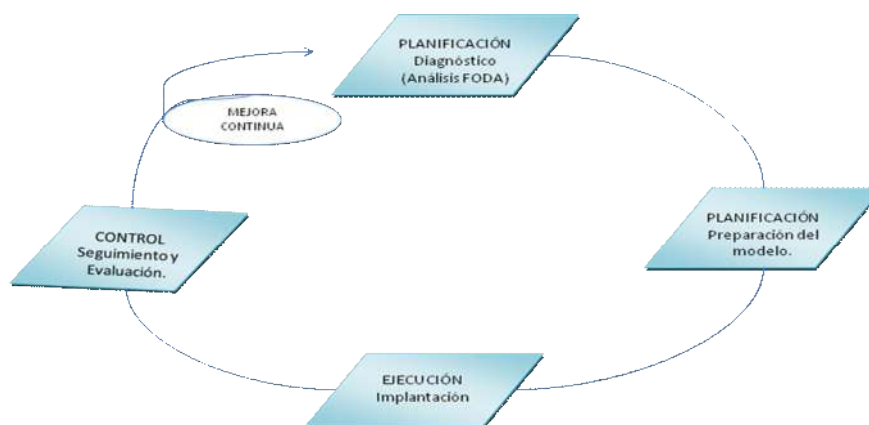 PLANIFICACIÓN
Diagnóstico
(Análisis FODA)
MEJORA
CONTINUA
PLANIFICACIÓN
Preparación del
modelo.
CONTROL
Seguimiento y
Evaluación.
EJECUCIÓN
Implantación